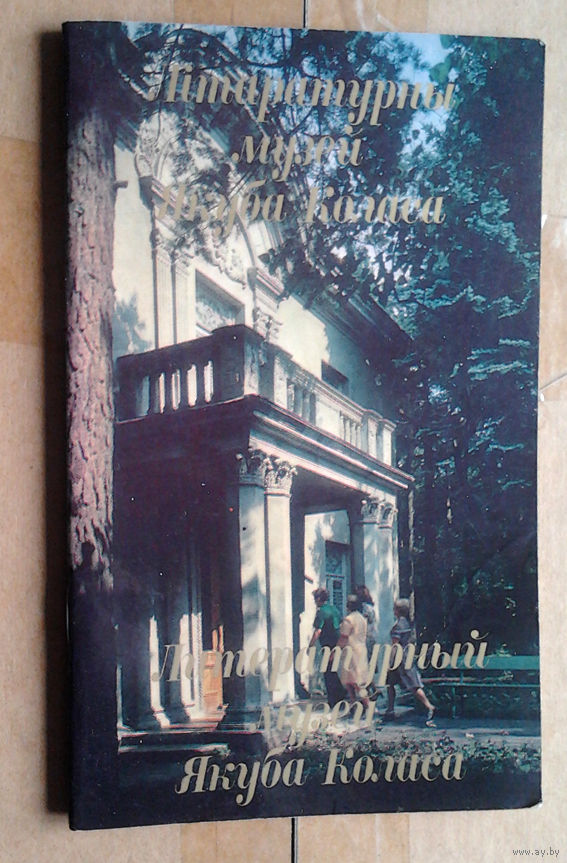 Літаратурны
музей
Якуба Коласа
Литературный
музей
Якуба Коласа
www.ay.by